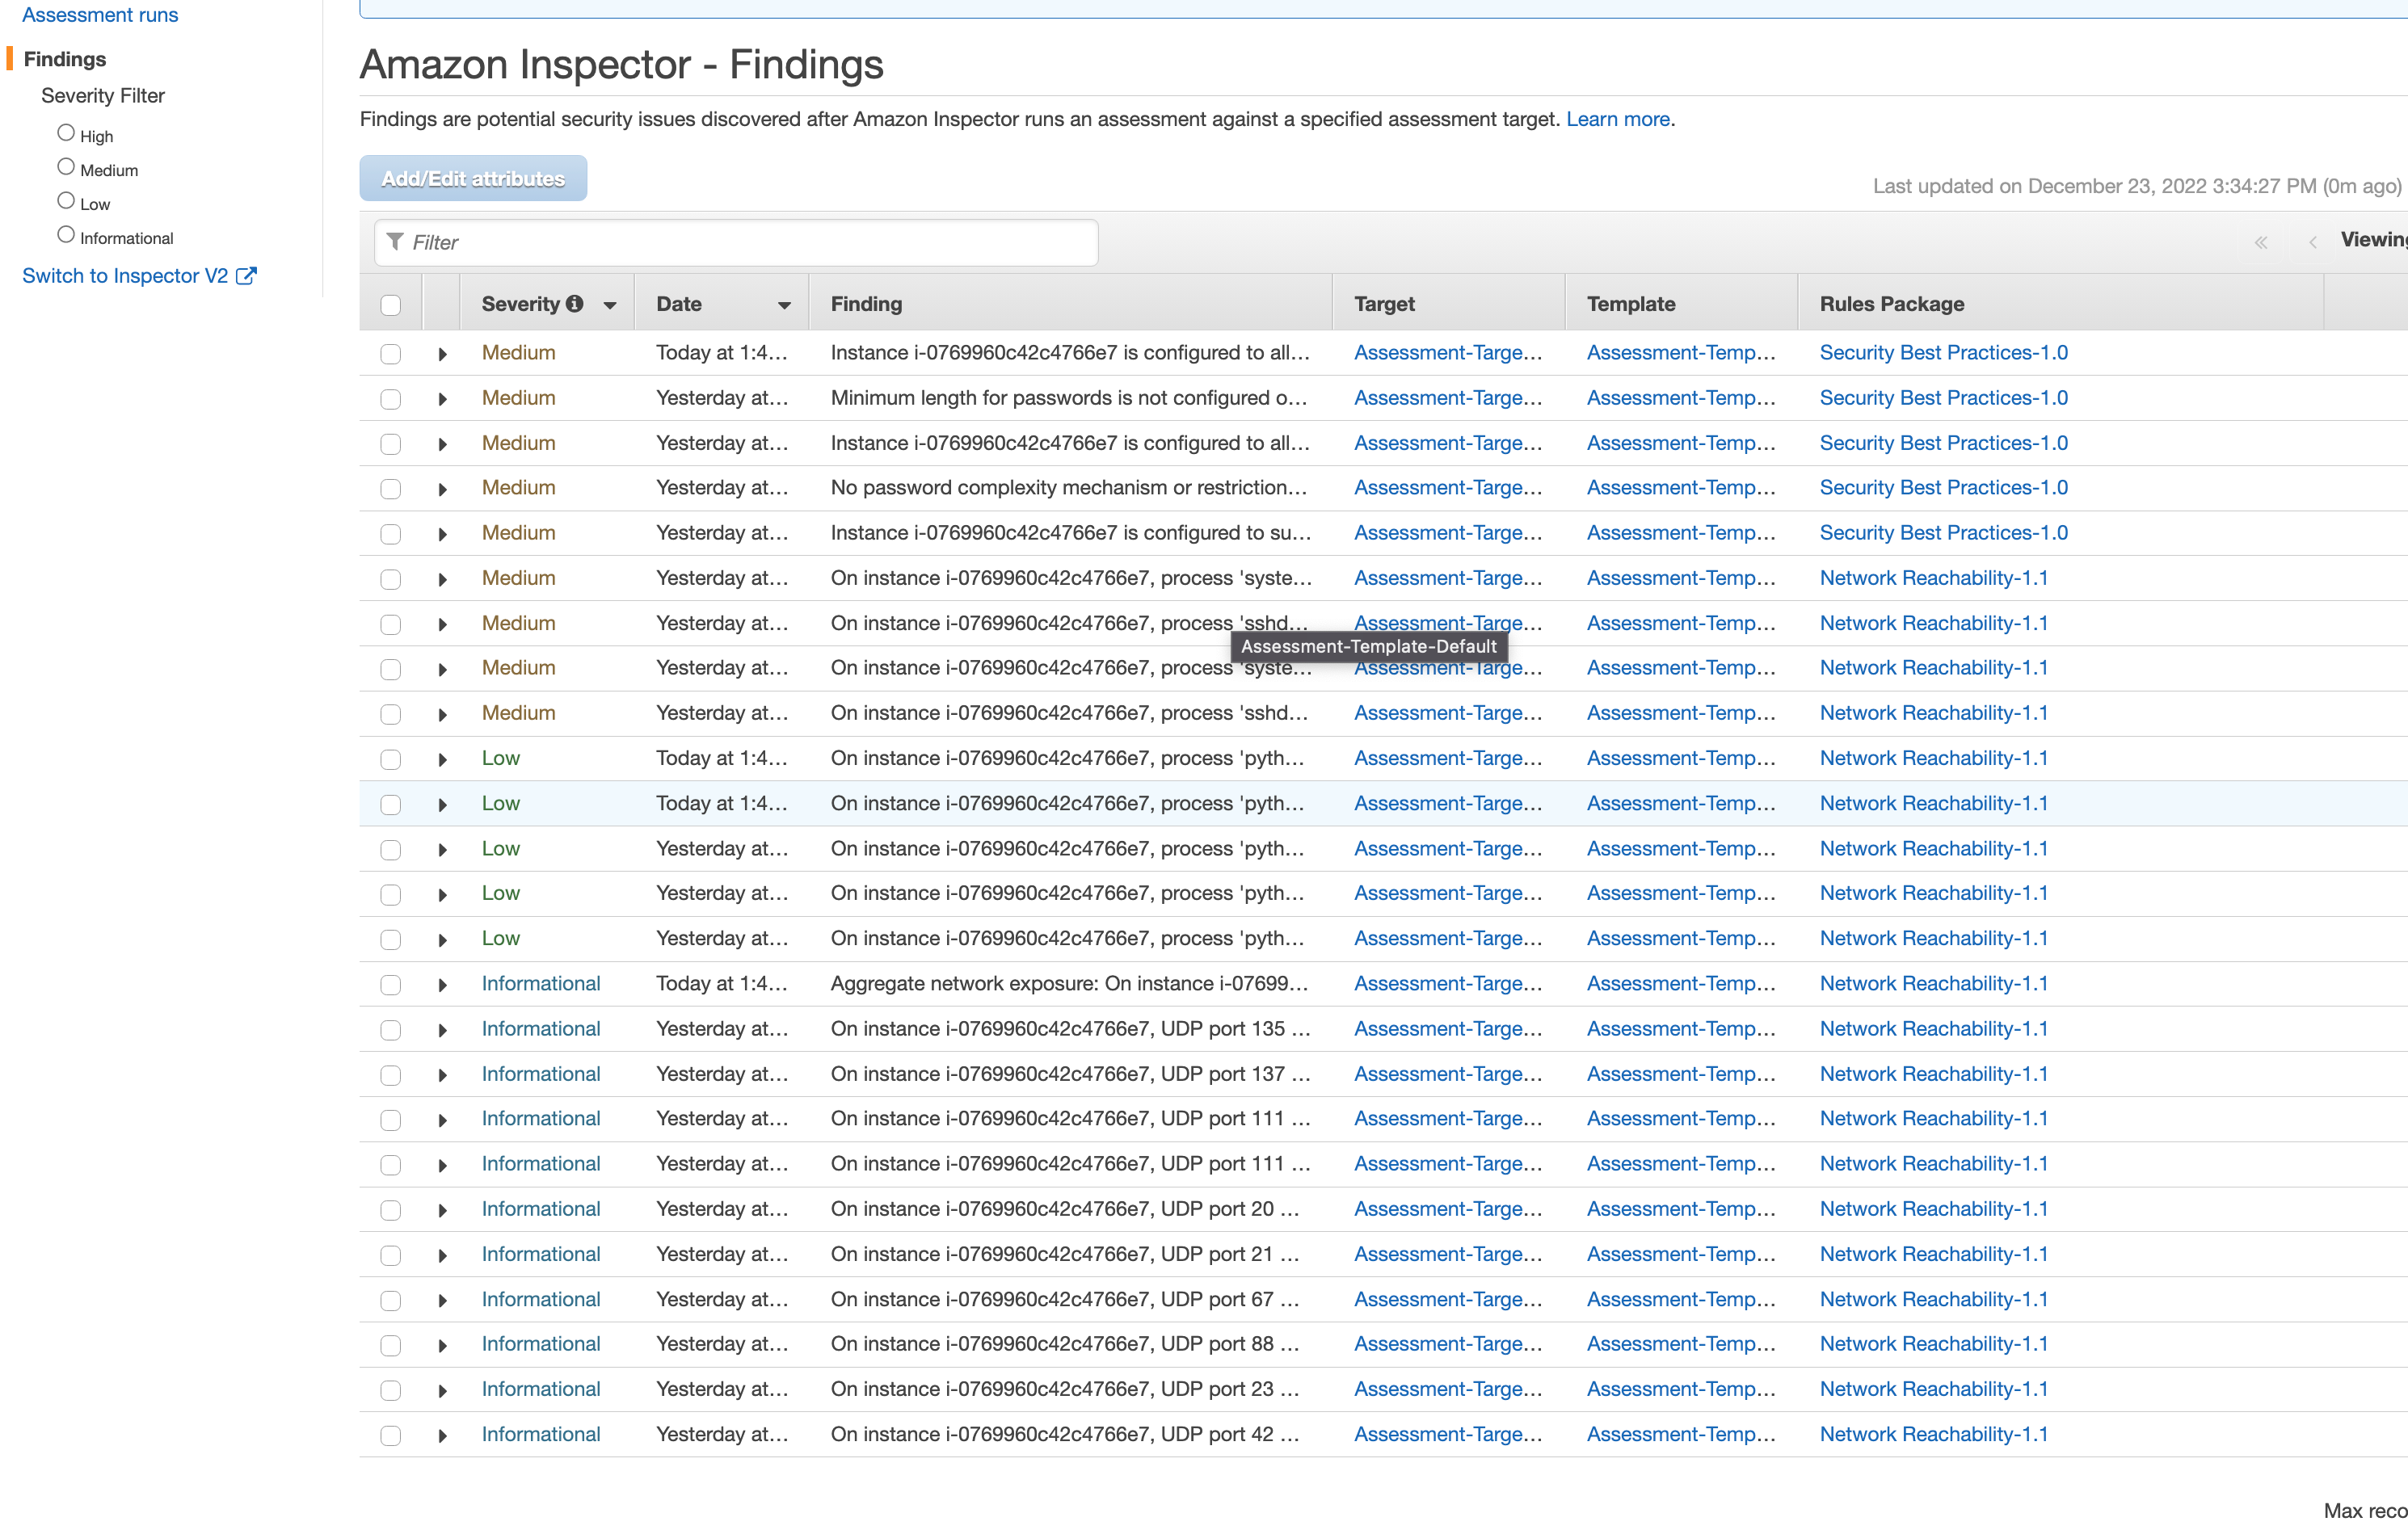 Assessment runs
Findings
Severity Filter
High
Medium
Low
Informational
Switch to Inspector V2
Amazon Inspector - Findings
Findings are potential security issues discovered after Amazon Inspector runs an assessment against a specified assessment target. Learn more.
Add/Edit attributes
Last updated on December 23, 2022 3:34:27 PM (0m ago)
Filter
« ‹ Viewing
Severity Date Finding Target Template Rules Package
Medium Today at 1:4... Instance i-0769960c42c4766e7 is configured to all... Assessment-Targe... Assessment-Temp... Security Best Practices-1.0
Medium Yesterday at... Minimum length for passwords is not configured o... Assessment-Targe... Assessment-Temp... Security Best Practices-1.0
Medium Yesterday at... Instance i-0769960c42c4766e7 is configured to all... Assessment-Targe... Assessment-Temp... Security Best Practices-1.0
Medium Yesterday at... No password complexity mechanism or restriction... Assessment-Targe... Assessment-Temp... Security Best Practices-1.0
Medium Yesterday at... Instance i-0769960c42c4766e7 is configured to su... Assessment-Targe... Assessment-Temp... Security Best Practices-1.0
Medium Yesterday at... On instance i-0769960c42c4766e7, process 'syste... Assessment-Targe... Assessment-Temp... Network Reachability-1.1
Medium Yesterday at... On instance i-0769960c42c4766e7, process 'sshd... Assessment-Targe... Assessment-Temp... Network Reachability-1.1
Assessment-Template-Default
Medium Yesterday at... On instance i-0769960c42c4766e7, process 'syste... Assessment-Targe... Assessment-Temp... Network Reachability-1.1
Medium Yesterday at... On instance i-0769960c42c4766e7, process 'sshd... Assessment-Targe... Assessment-Temp... Network Reachability-1.1
Low Today at 1:4... On instance i-0769960c42c4766e7, process 'pyth... Assessment-Targe... Assessment-Temp... Network Reachability-1.1
Low Today at 1:4... On instance i-0769960c42c4766e7, process 'pyth... Assessment-Targe... Assessment-Temp... Network Reachability-1.1
Low Yesterday at... On instance i-0769960c42c4766e7, process 'pyth... Assessment-Targe... Assessment-Temp... Network Reachability-1.1
Low Yesterday at... On instance i-0769960c42c4766e7, process 'pyth... Assessment-Targe... Assessment-Temp... Network Reachability-1.1
Low Yesterday at... On instance i-0769960c42c4766e7, process 'pyth... Assessment-Targe... Assessment-Temp... Network Reachability-1.1
Informational Today at 1:4... Aggregate network exposure: On instance i-07699... Assessment-Targe... Assessment-Temp... Network Reachability-1.1
Informational Yesterday at... On instance i-0769960c42c4766e7, UDP port 135 ... Assessment-Targe... Assessment-Temp... Network Reachability-1.1
Informational Yesterday at... On instance i-0769960c42c4766e7, UDP port 137 ... Assessment-Targe... Assessment-Temp... Network Reachability-1.1
Informational Yesterday at... On instance i-0769960c42c4766e7, UDP port 111 ... Assessment-Targe... Assessment-Temp... Network Reachability-1.1
Informational Yesterday at... On instance i-0769960c42c4766e7, UDP port 111 ... Assessment-Targe... Assessment-Temp... Network Reachability-1.1
Informational Yesterday at... On instance i-0769960c42c4766e7, UDP port 20 ... Assessment-Targe... Assessment-Temp... Network Reachability-1.1
Informational Yesterday at... On instance i-0769960c42c4766e7, UDP port 21 ... Assessment-Targe... Assessment-Temp... Network Reachability-1.1
Informational Yesterday at... On instance i-0769960c42c4766e7, UDP port 67 ... Assessment-Targe... Assessment-Temp... Network Reachability-1.1
Informational Yesterday at... On instance i-0769960c42c4766e7, UDP port 88 ... Assessment-Targe... Assessment-Temp... Network Reachability-1.1
Informational Yesterday at... On instance i-0769960c42c4766e7, UDP port 23 ... Assessment-Targe... Assessment-Temp... Network Reachability-1.1
Informational Yesterday at... On instance i-0769960c42c4766e7, UDP port 42 ... Assessment-Targe... Assessment-Temp... Network Reachability-1.1
Max reco